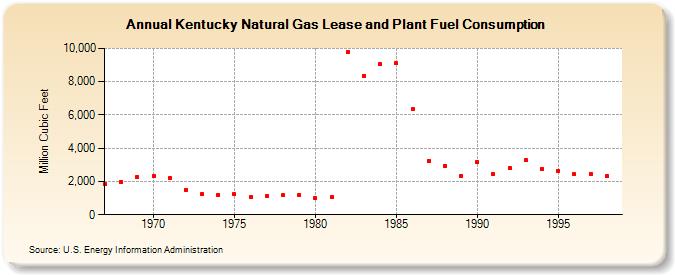 Annual Kentucky Natural Gas Lease and Plant Fuel Consumption
Million Cubic Feet
10,000
8,000
6,000
4,000
2,000
0
1970 1975 1980 1985 1990 1995
Source: U.S. Energy Information Administration